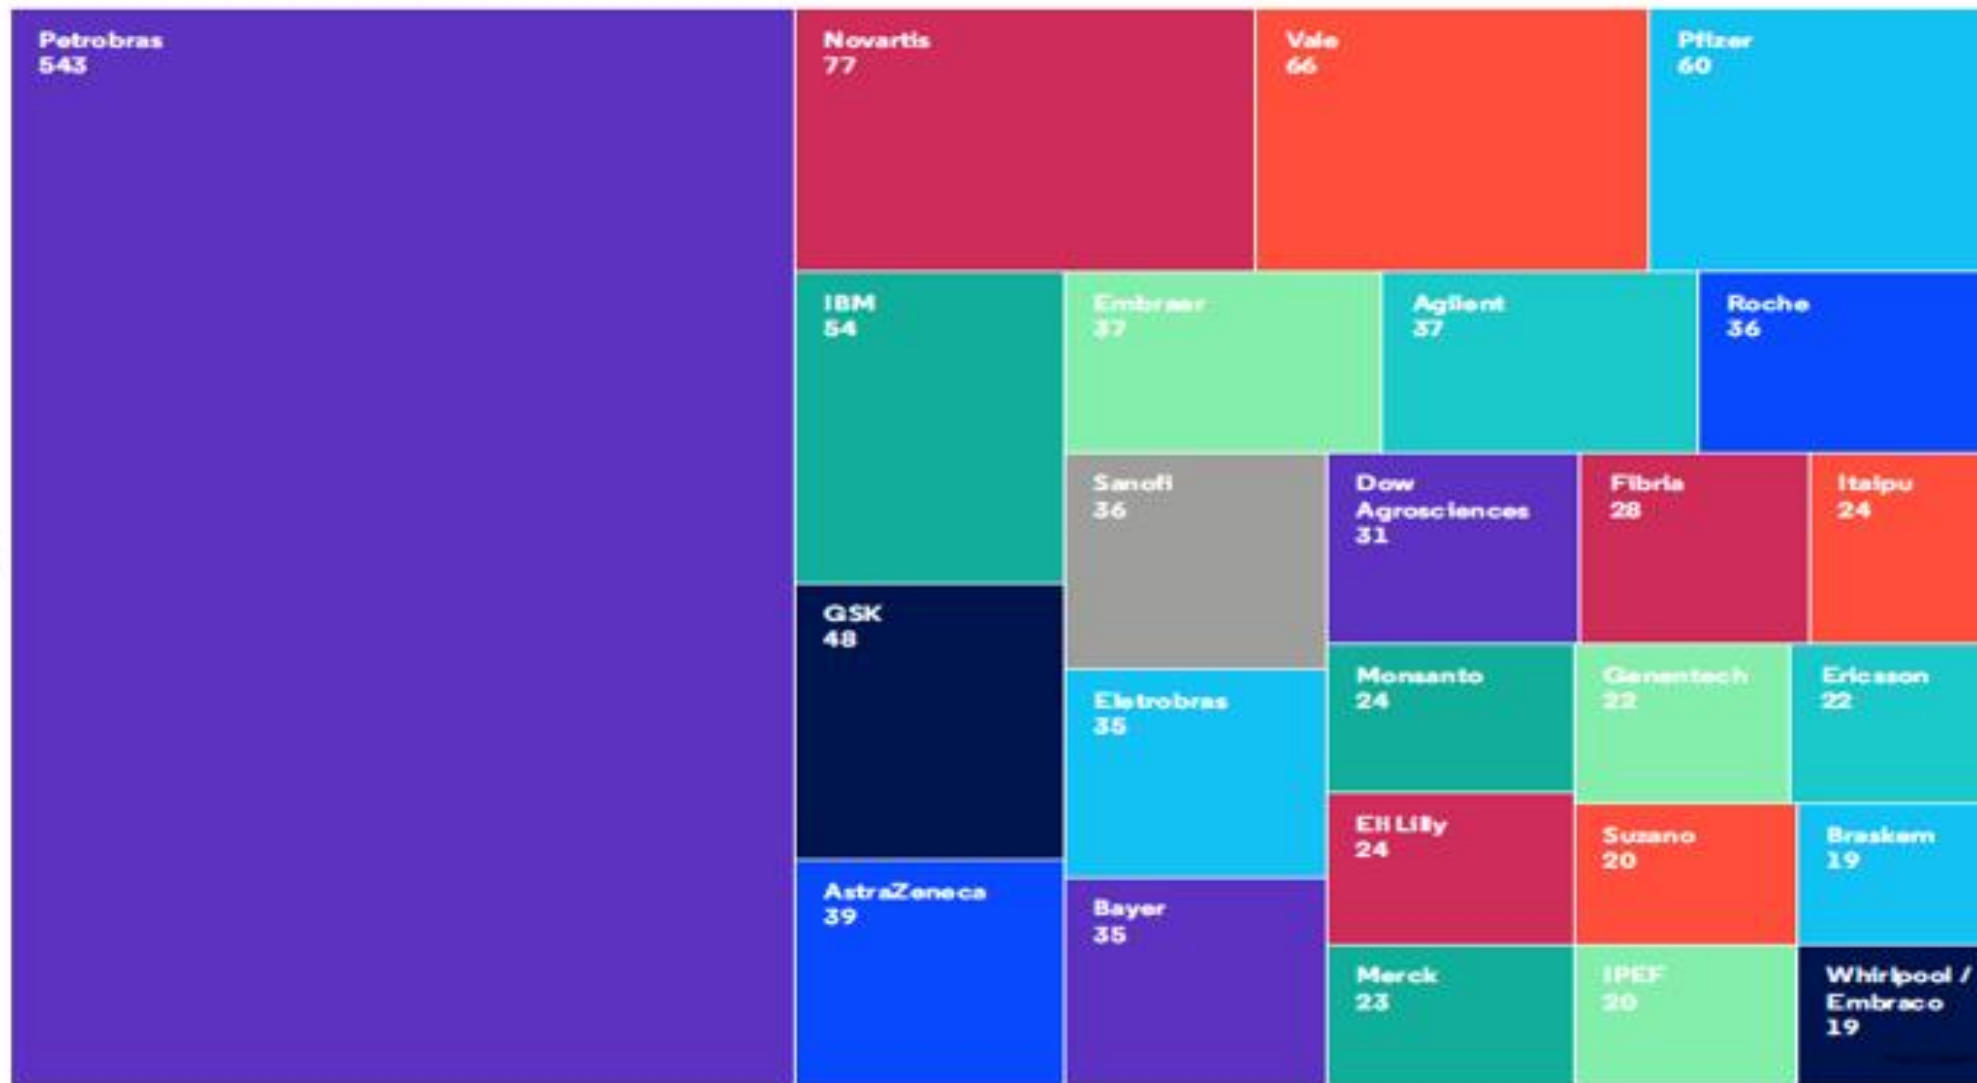 Petrobras
543
Novartis
77
Vale
66
Pfizer
60
IBM
54
Embraer
37
Agilent
37
Roche
36
Sanofi
36
Dow
Agrosciences
31
Fibria
28
Itaipu
24
GSK
48
Eletrobras
35
Monsanto
24
Genentech
22
Ericsson
22
Eli Lilly
24
Suzano
20
Braskem
19
AstraZeneca
39
Bayer
35
Merck
23
IPEF
20
Whirlpool /
Embraco
19